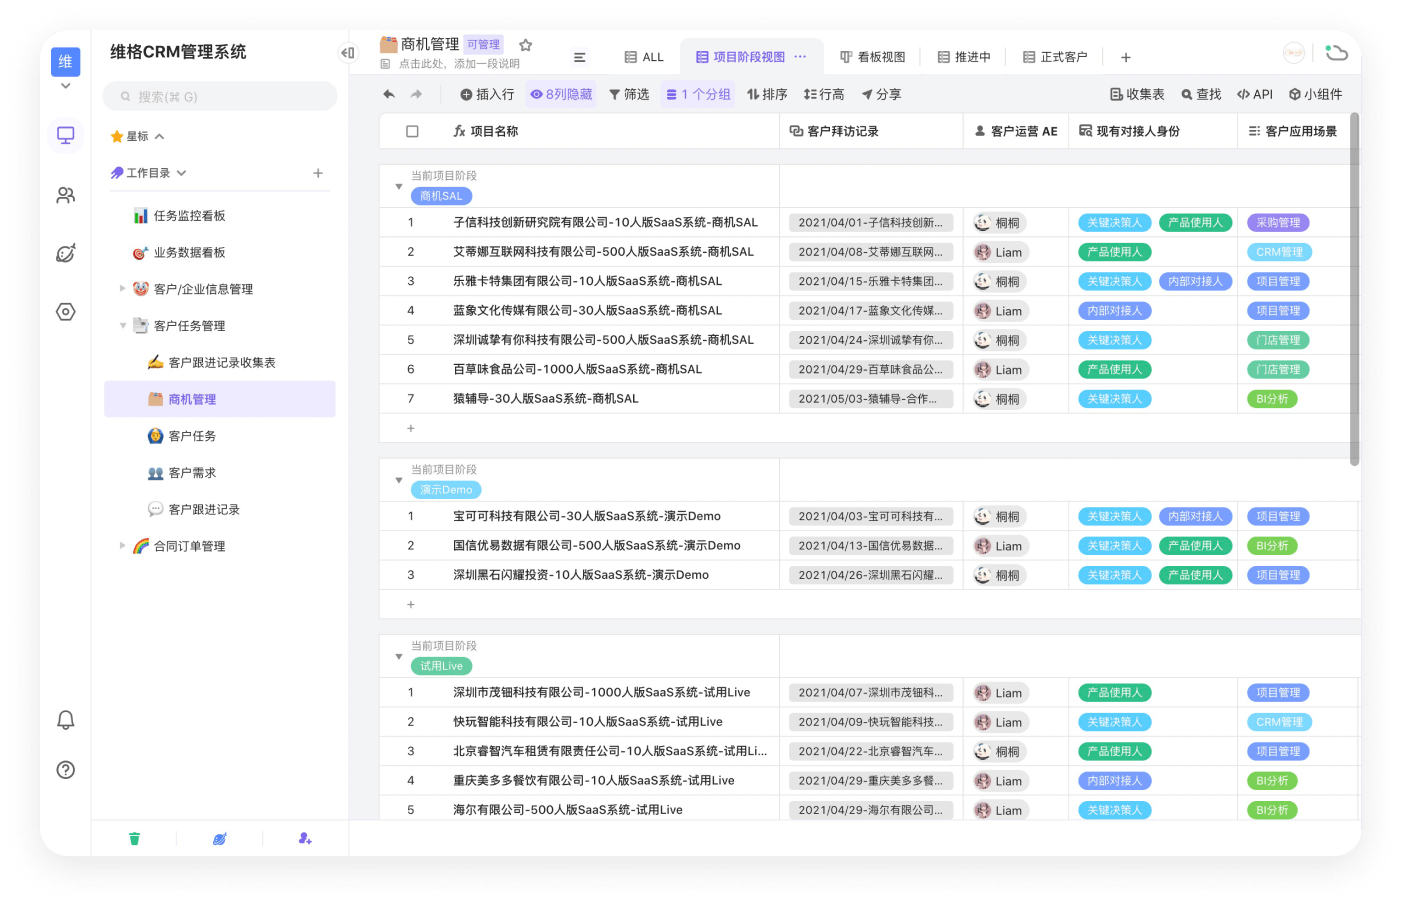 维
维格CRM管理系统
搜索(⌘ G)
星标
工作目录
任务监控看板
业务数据看板
客户/企业信息管理
客户任务管理
客户跟进记录收集表
商机管理
客户任务
客户需求
客户跟进记录
合同订单管理
商机管理 可管理
点击此处，添加一段说明
ALL 项目阶段视图 看板视图 推进中 正式客户
插入行 8列隐藏 筛选 1 个分组 排序 行高 分享 收集表 查找 API 小组件
fx 项目名称 客户拜访记录 客户运营 AE 现有对接人身份 客户应用场景
当前项目阶段
商机SAL
1 子信科技创新研究院有限公司-10人版SaaS系统-商机SAL 2021/04/01-子信科技创新... 桐桐 关键决策人 产品使用人 采购管理
2 艾蒂娜互联网科技有限公司-500人版SaaS系统-商机SAL 2021/04/08-艾蒂娜互联网... Liam 产品使用人 CRM管理
3 乐雅卡特集团有限公司-10人版SaaS系统-商机SAL 2021/04/15-乐雅卡特集团... 桐桐 关键决策人 内部对接人 项目管理
4 蓝象文化传媒有限公司-30人版SaaS系统-商机SAL 2021/04/17-蓝象文化传媒... Liam 内部对接人 项目管理
5 深圳诚挚有你科技有限公司-500人版SaaS系统-商机SAL 2021/04/24-深圳诚挚有你... 桐桐 关键决策人 门店管理
6 百草味食品公司-1000人版SaaS系统-商机SAL 2021/04/29-百草味食品公... Liam 产品使用人 门店管理
7 猿辅导-30人版SaaS系统-商机SAL 2021/05/03-猿辅导-合作... 桐桐 关键决策人 BI分析
当前项目阶段
演示Demo
1 宝可可科技有限公司-30人版SaaS系统-演示Demo 2021/04/03-宝可可科技有... 桐桐 关键决策人 内部对接人 项目管理
2 国信优易数据有限公司-500人版SaaS系统-演示Demo 2021/04/13-国信优易数据... Liam 关键决策人 产品使用人 BI分析
3 深圳黑石闪耀投资-10人版SaaS系统-演示Demo 2021/04/26-深圳黑石闪耀... 桐桐 关键决策人 产品使用人 项目管理
当前项目阶段
试用Live
1 深圳市茂钿科技有限公司-1000人版SaaS系统-试用Live 2021/04/07-深圳市茂钿科... Liam 产品使用人 项目管理
2 快玩智能科技有限公司-10人版SaaS系统-试用Live 2021/04/09-快玩智能科技... Liam 关键决策人 CRM管理
3 北京睿智汽车租赁有限责任公司-10人版SaaS系统-试用Li... 2021/04/22-北京睿智汽车... 桐桐 产品使用人 项目管理
4 重庆美多多餐饮有限公司-10人版SaaS系统-试用Live 2021/04/29-重庆美多多餐... Liam 内部对接人 BI分析
5 海尔有限公司-500人版SaaS系统-试用Live 2021/04/29-海尔有限公司... Liam 关键决策人 BI分析